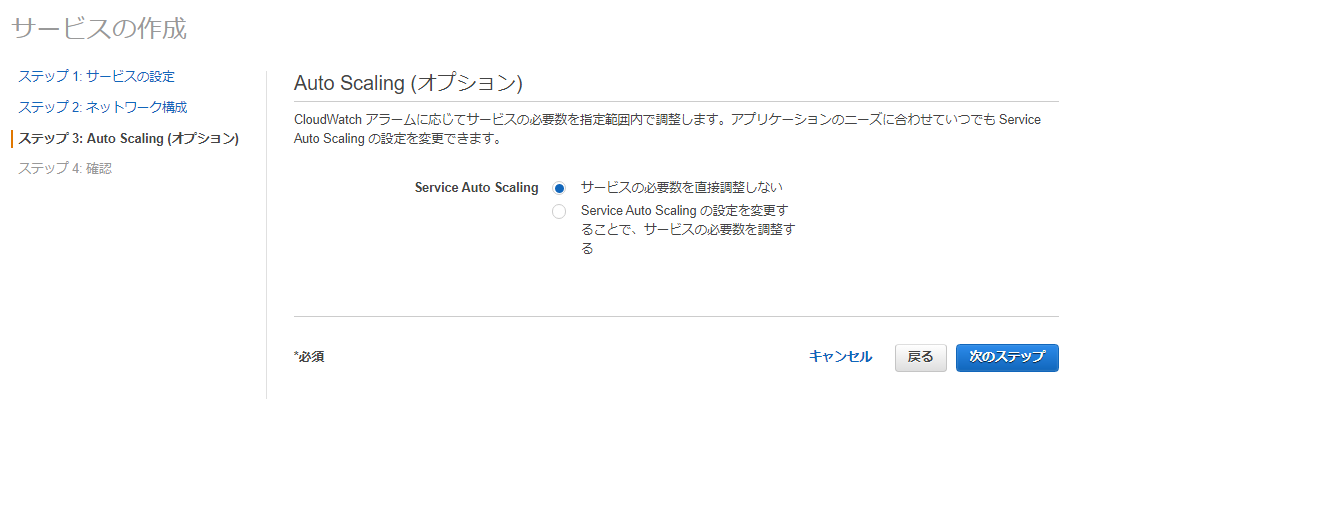 サービスの作成
ステップ 1: サービスの設定
ステップ 2: ネットワーク構成
ステップ 3: Auto Scaling (オプション)
ステップ 4: 確認
Auto Scaling (オプション)
CloudWatch アラームに応じてサービスの必要数を指定範囲内で調整します。アプリケーションのニーズに合わせていつでも Service
Auto Scaling の設定を変更できます。
Service Auto Scaling
サービスの必要数を直接調整しない
Service Auto Scaling の設定を変更す
ることで、サービスの必要数を調整す
る
*必須
キャンセル
戻る
次のステップ